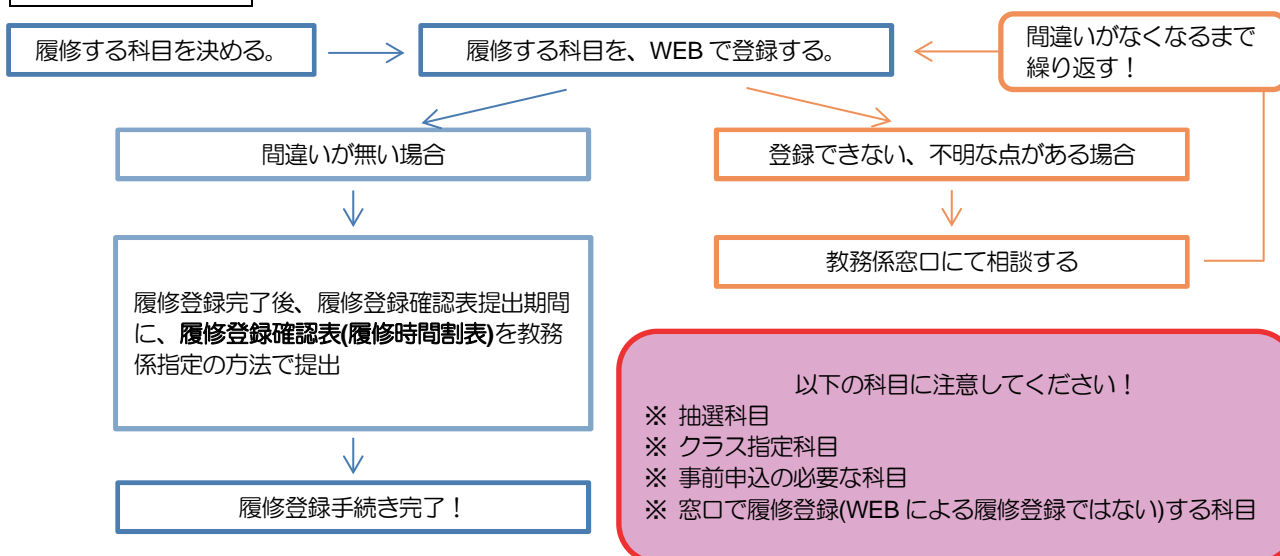 履修する科目を決める。
履修する科目を、WEB で登録する。
間違いがなくなるまで
繰り返す！
間違いが無い場合
登録できない、不明な点がある場合
教務係窓口にて相談する
履修登録完了後、履修登録確認表提出期間
に、履修登録確認表(履修時間割表)を教務
係指定の方法で提出
履修登録手続き完了！
以下の科目に注意してください！
※ 抽選科目
※ クラス指定科目
※ 事前申込の必要な科目
※ 窓口で履修登録(WEB による履修登録ではない)する科目